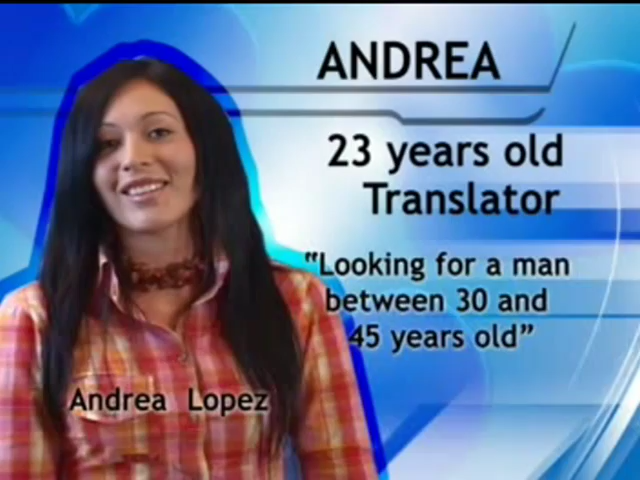 ANDREA
23 years old
Translator
“Looking for a man
between 30 and
45 years old”
Andrea Lopez